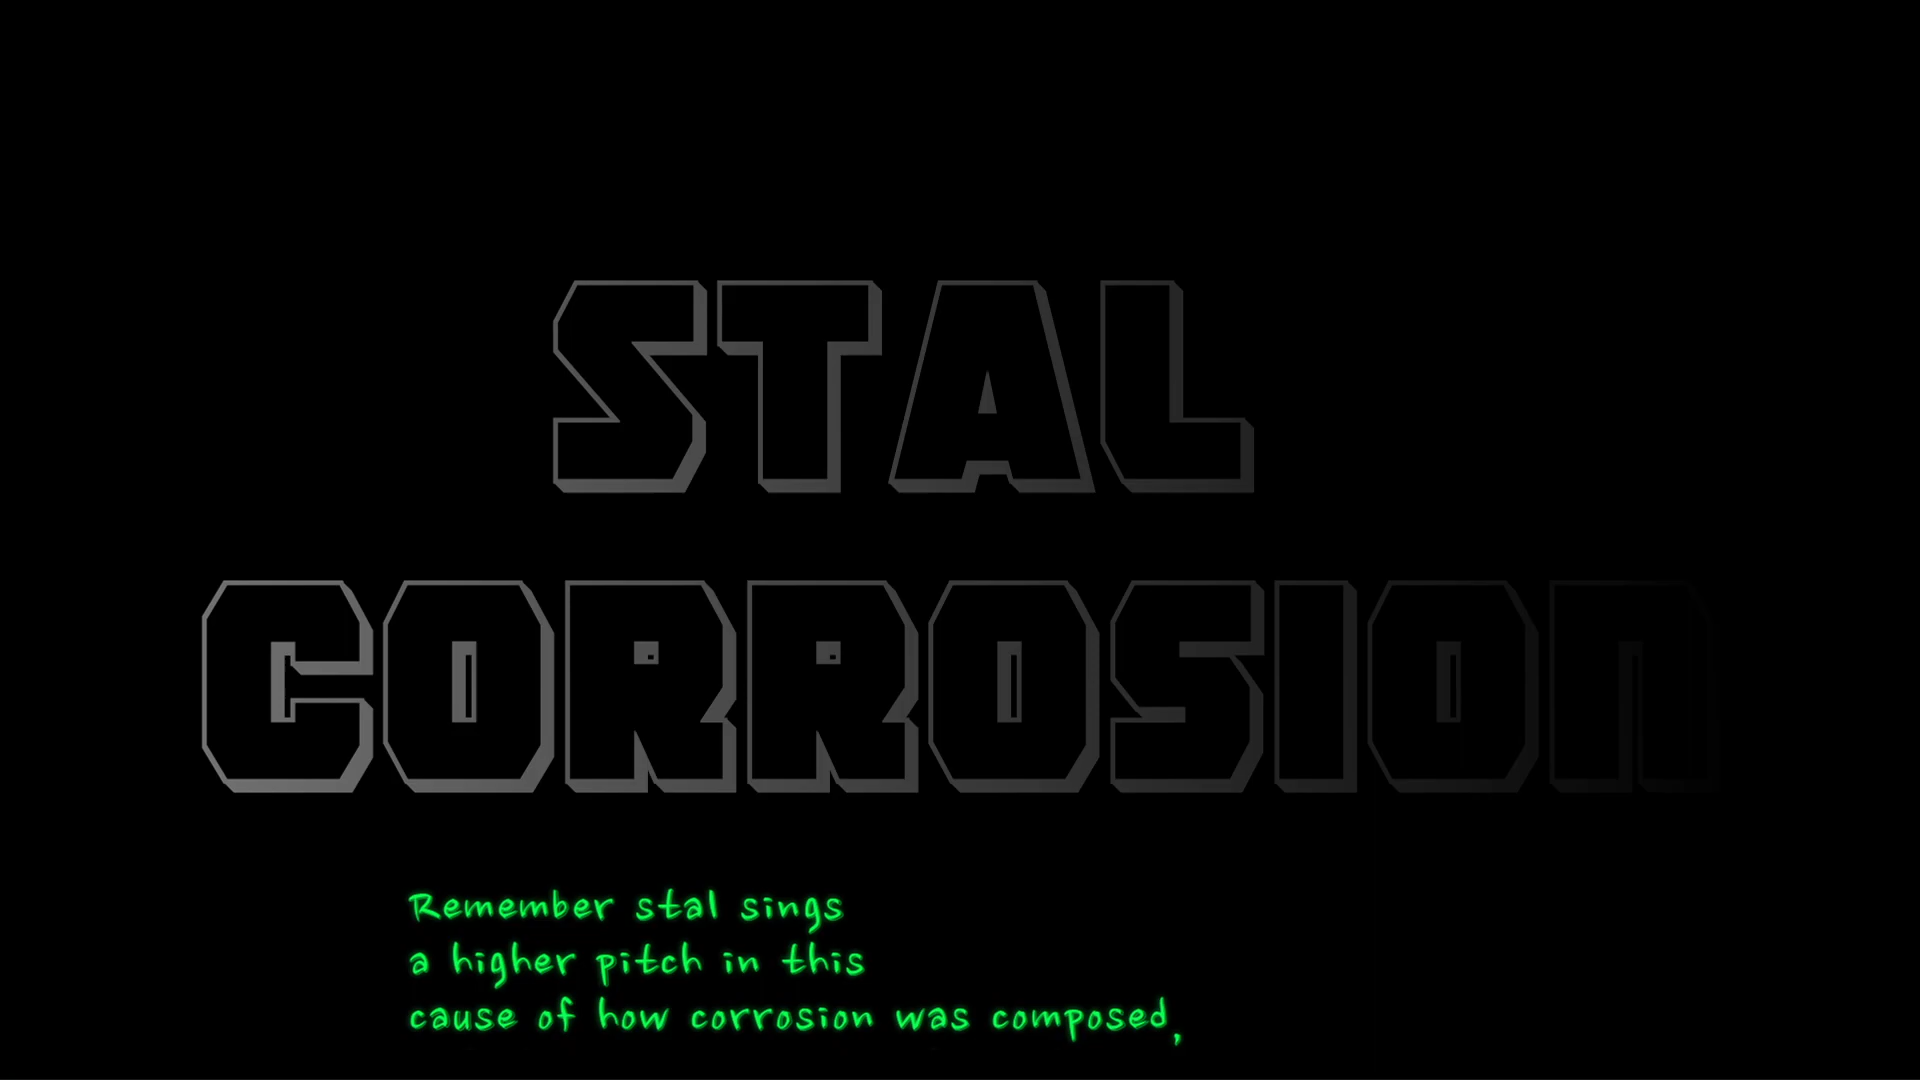 STAL
CORROSION
Remember stal sings
a higher pitch in this
cause of how corrosion was composed,